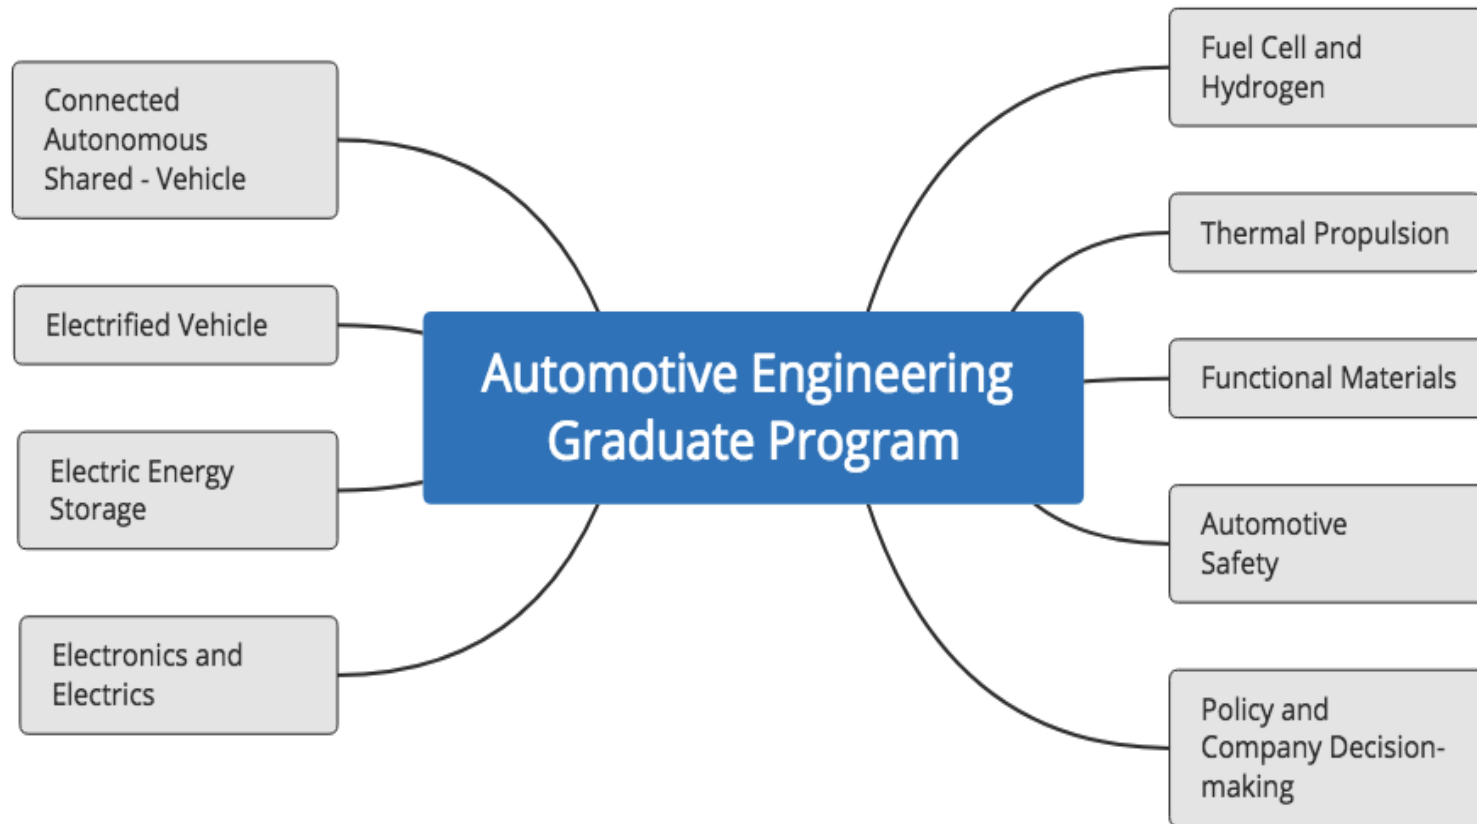 Connected
Autonomous
Shared - Vehicle
Electrified Vehicle
Electric Energy
Storage
Electronics and
Electrics
Automotive Engineering
Graduate Program
Fuel Cell and
Hydrogen
Thermal Propulsion
Functional Materials
Automotive
Safety
Policy and
Company Decision-
making